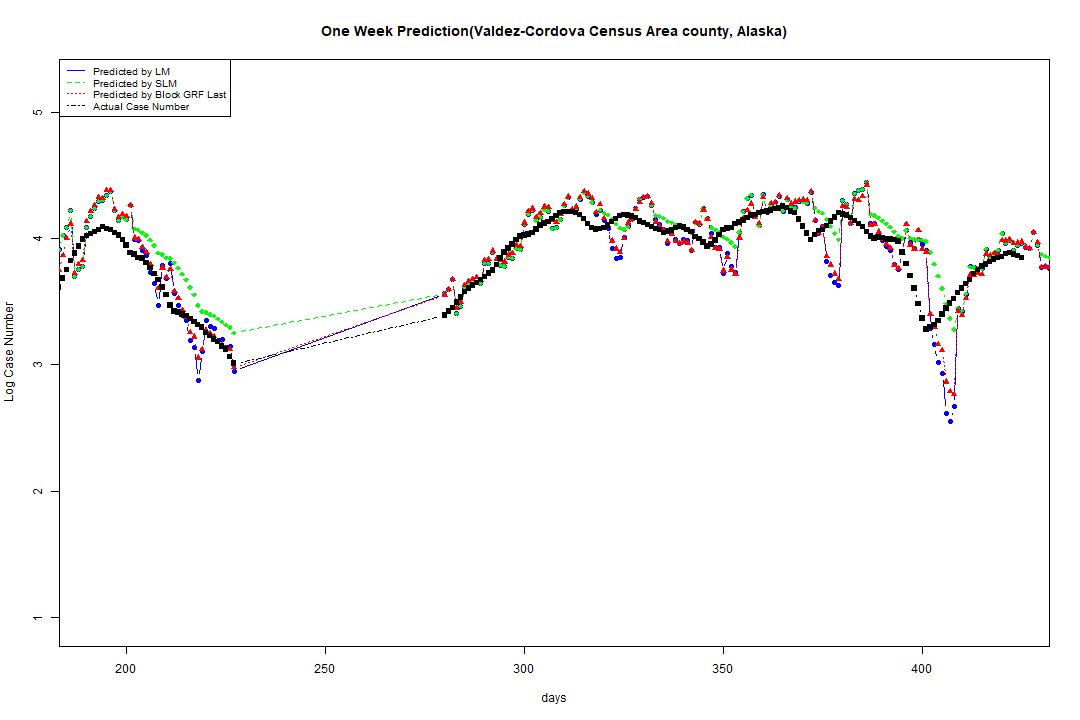 One Week Prediction(Valdez-Cordova Census Area county, Alaska)
Predicted by LM
Predicted by SLM
Predicted by Block GRF Last
Actual Case Number
5
4
3
2
1
Log Case Number
200
250
300
350
400
days